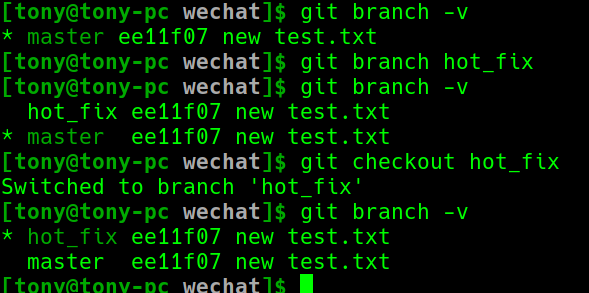 [tony@tony-pc wechat]$ git branch -v
* master ee11f07 new test.txt
[tony@tony-pc wechat]$ git branch hot_fix
[tony@tony-pc wechat]$ git branch -v
  hot_fix ee11f07 new test.txt
* master  ee11f07 new test.txt
[tony@tony-pc wechat]$ git checkout hot_fix
Switched to branch 'hot_fix'
[tony@tony-pc wechat]$ git branch -v
* hot_fix ee11f07 new test.txt
  master  ee11f07 new test.txt
[tony@tony-pc wechat]$